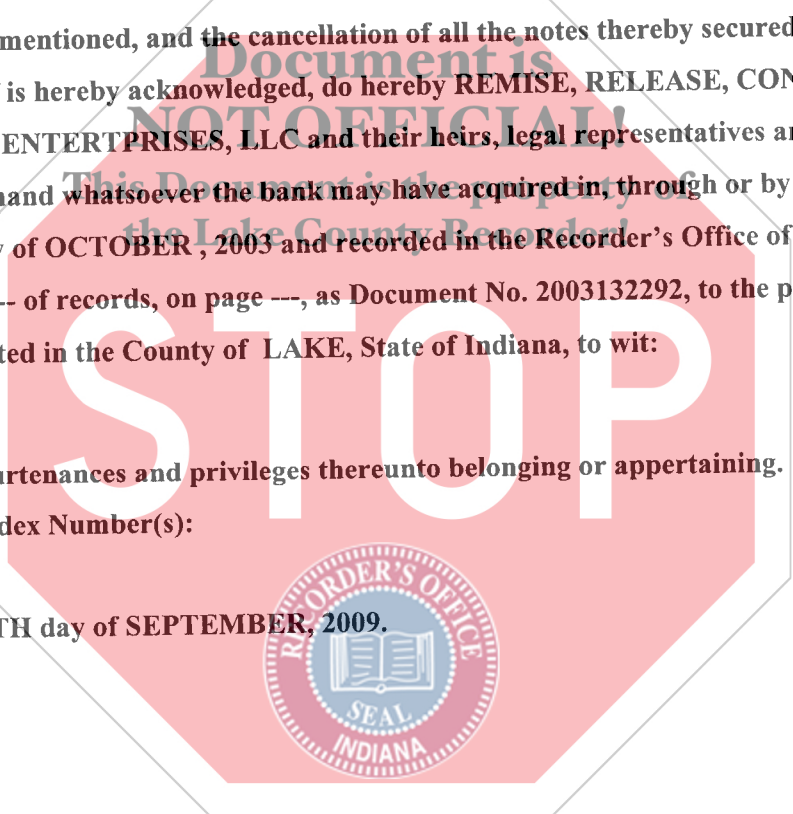 mentioned, and the cancellation of all the notes thereby secured
Document is
is hereby acknowledged, do hereby REMISE, RELEASE, CON
NOT OFFICIAL!
ENTERTPRISES, LLC and their heirs, legal representatives a
This Document is the property of
hand whatsoever the bank may have acquired in, through or by
the Lake County Recorder!
of OCTOBER , 2003 and recorded in the Recorder's Office of
-- of records, on page ---, as Document No. 2003132292, to the p
ted in the County of LAKE, State of Indiana, to wit:
STOP
urtenances and privileges thereunto belonging or appertaining.
dex Number(s):
TH day of SEPTEMBER, 2009.
RECORDER'S OFFICE
SEAL
INDIANA